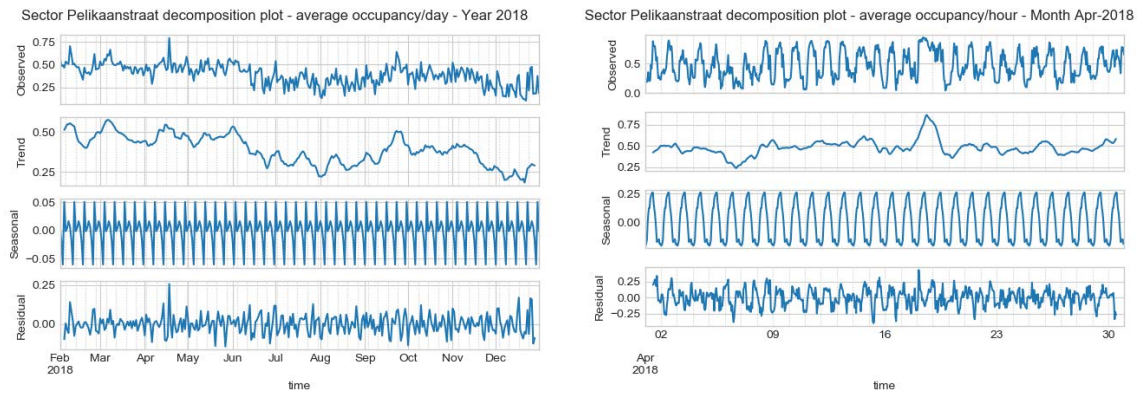 Sector Pelikaanstraat decomposition plot - average occupancy/day - Year 2018
Observed
0.75
0.50
0.25
Trend
0.50
0.25
Seasonal
0.05
0.00
−0.05
Residual
0.25
0.00
Feb Mar Apr May Jun Jul Aug Sep Oct Nov Dec
2018
time
Sector Pelikaanstraat decomposition plot - average occupancy/hour - Month Apr-2018
Observed
0.5
0.0
Trend
0.75
0.50
0.25
Seasonal
0.25
0.00
Residual
0.25
0.00
−0.25
02 09 16 23 30
Apr
2018
time